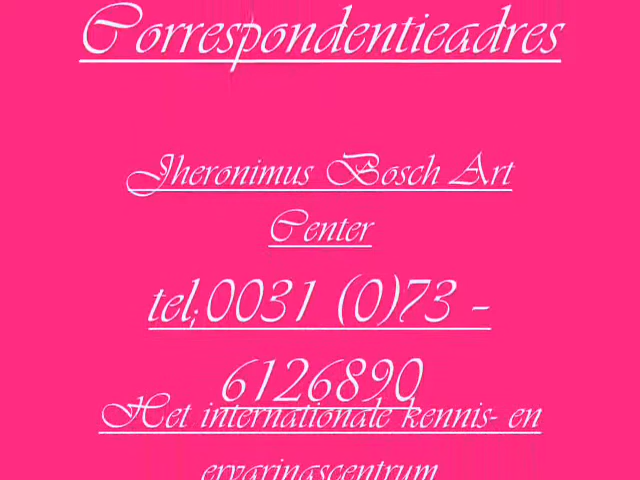 Correspondentieadres
Jheronimus Bosch Art
Center
tel;0031 (0)73 -
6126890
Het internationale kennis- en
ervaringscentrum